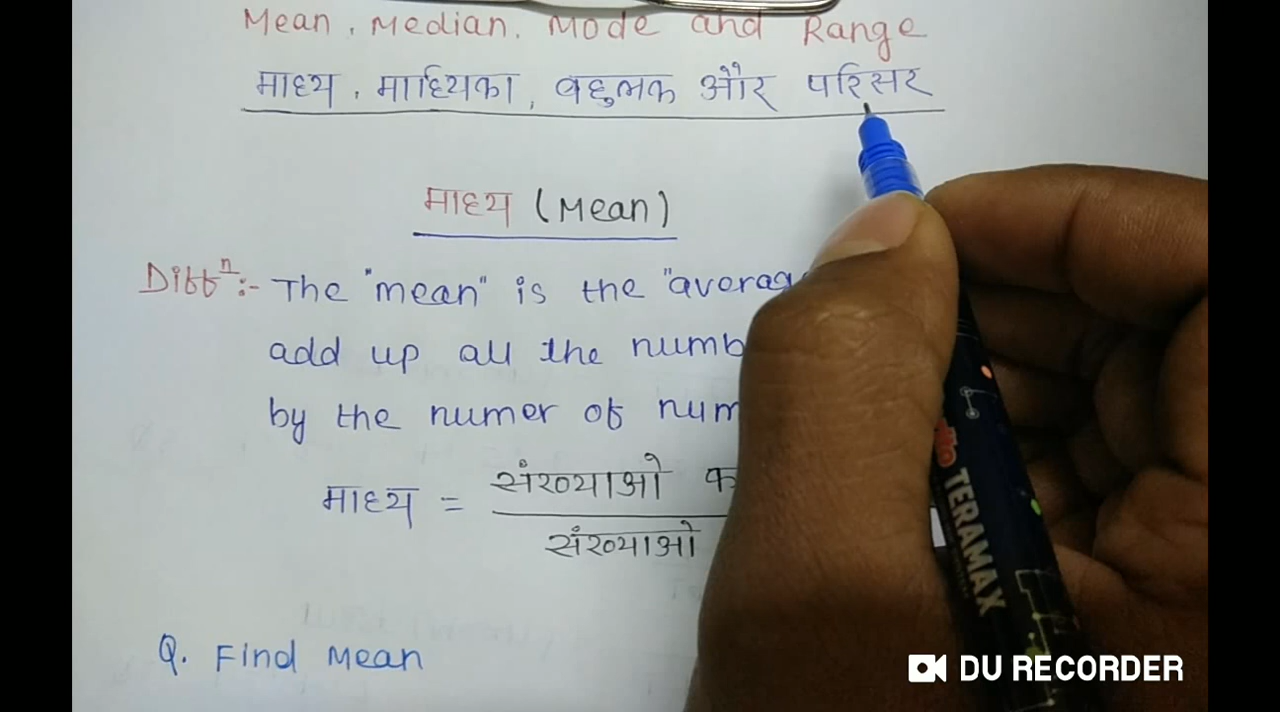 Mean, Median, Mode and Range
माध्य, माध्यिका, बहुलक और परिसर
माध्य (Mean)
Diffⁿ:- The "mean" is the "averag
add up all the numb
by the numer of num
माध्य = संख्याओ क
संख्याओ
Q. Find Mean
TERAMAX
DU RECORDER